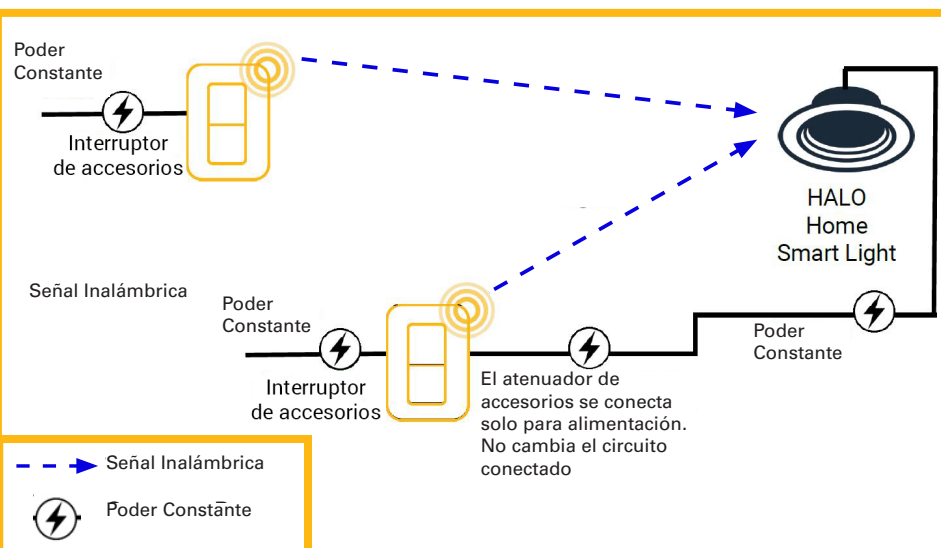 Poder
Constante
Interruptor
de accesorios
HALO
Home
Smart Light
Señal Inalámbrica
Poder
Constante
Interruptor
de accesorios
El atenuador de
accesorios se conecta
solo para alimentación.
No cambia el circuito
conectado
Poder
Constante
Señal Inalámbrica
Poder Constante